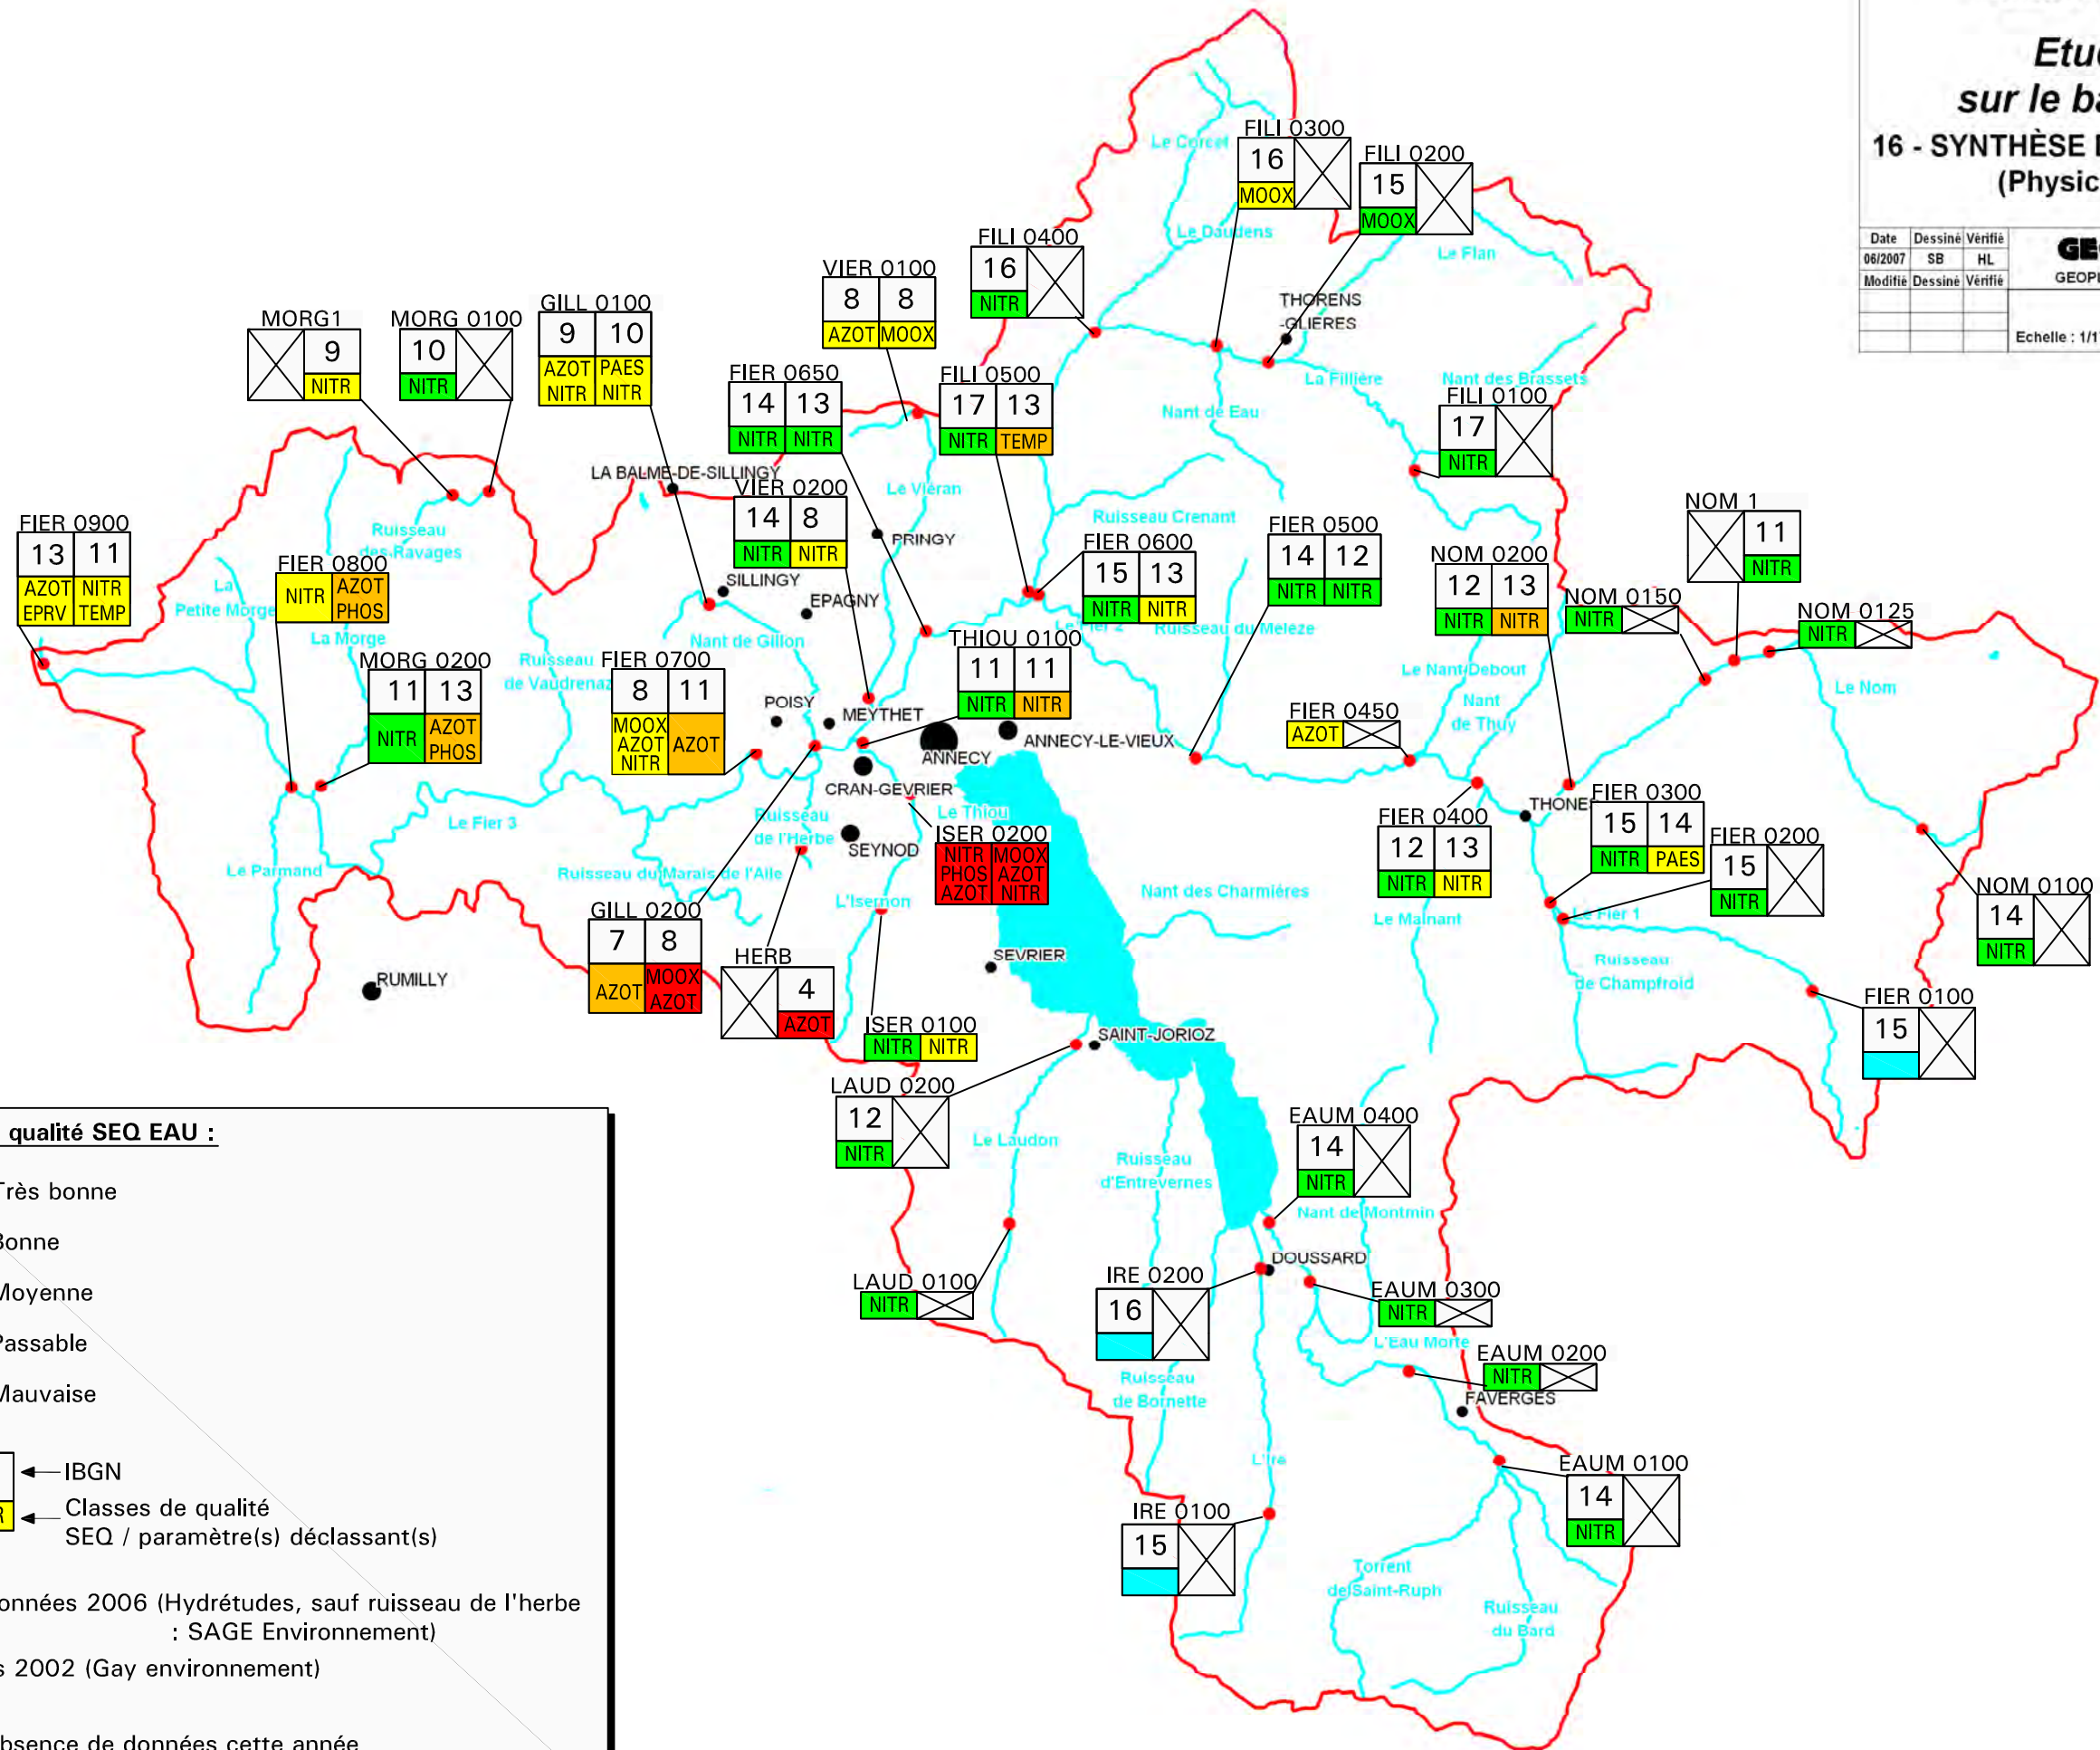 Etu
sur le ba
16 - SYNTHÈSE
(Physic
Date Dessiné Vérifié
06/2007 SB HL
Modifié Dessiné Vérifié
GE
GEOP
Echelle : 1/1
FILI 0300
16
MOOX
FILI 0200
15
MOOX
Le Corcet
Le Daudens
Le Flan
FILI 0400
16
NITR
VIER 0100
8 8
AZOT MOOX
THORENS
-GLIERES
GILL 0100
9 10
AZOT PAES
NITR NITR
MORG1
9
NITR
MORG 0100
10
NITR
FIER 0650
14 13
NITR NITR
FILI 0500
17 13
NITR TEMP
La Fillière
Nant des Brassets
FILI 0100
17
NITR
Nant de Eau
LA BALME-DE-SILLINGY
VIER 0200
14 8
NITR NITR
Le Viéran
PRINGY
Ruisseau Crenant
FIER 0600
15 13
NITR NITR
FIER 0500
14 12
NITR NITR
NOM 0200
12 13
NITR NITR
NOM 1
11
NITR
NOM 0150
NITR
NOM 0125
NITR
FIER 0900
13 11
AZOT NITR
EPRV TEMP
Ruisseau
des Ravages
FIER 0800
NITR AZOT
PHOS
La
Petite Morge
La Morge
SILLINGY
EPAGNY
Nant de Gillon
Le Fier 2
Ruisseau du Melèze
THIOU 0100
11 11
NITR NITR
MORG 0200
11 13
NITR AZOT
PHOS
Ruisseau
de Vaudrenaz
FIER 0700
8 11
MOOX
AZOT AZOT
NITR
Le Nant Debout
Nant
de Thuy
Le Nom
POISY
MEYTHET
ANNECY
ANNECY-LE-VIEUX
FIER 0450
AZOT
CRAN-GEVRIER
Le Thiou
THONES
FIER 0300
15 14
NITR PAES
FIER 0400
12 13
NITR NITR
FIER 0200
15
NITR
Le Fier 3
Ruisseau
de l'Herbe
SEYNOD
ISER 0200
NITR MOOX
PHOS AZOT
AZOT NITR
Le Parmand
Ruisseau du Marais de l'Aile
L'Isernon
Nant des Charmières
Le Malnant
Le Fier 1
NOM 0100
14
NITR
GILL 0200
7 8
AZOT MOOX
AZOT
HERB
4
AZOT
SEVRIER
Ruisseau
de Champfroid
RUMILLY
FIER 0100
15
ISER 0100
NITR NITR
SAINT-JORIOZ
LAUD 0200
12
NITR
Le Laudon
Ruisseau
d'Entrevernes
EAUM 0400
14
NITR
Nant de Montmin
DOUSSARD
LAUD 0100
NITR
IRE 0200
16
EAUM 0300
NITR
L'Eau Morte
EAUM 0200
NITR
FAVERGES
Ruisseau
de Bornette
L'Ire
EAUM 0100
14
NITR
IRE 0100
15
Torrent
de Saint-Ruph
Ruisseau
du Bard
qualité SEQ EAU :
Très bonne
Bonne
Moyenne
Passable
Mauvaise
IBGN
Classes de qualité
SEQ / paramètre(s) déclassant(s)
onnées 2006 (Hydrétudes, sauf ruisseau de l'herbe
: SAGE Environnement)
s 2002 (Gay environnement)
bsence de données cette année